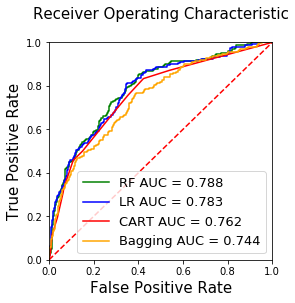 Receiver Operating Characteristic
1.0
0.8
0.6
0.4
0.2
0.0
True Positive Rate
RF AUC = 0.788
LR AUC = 0.783
CART AUC = 0.762
Bagging AUC = 0.744
0.0 0.2 0.4 0.6 0.8 1.0
False Positive Rate